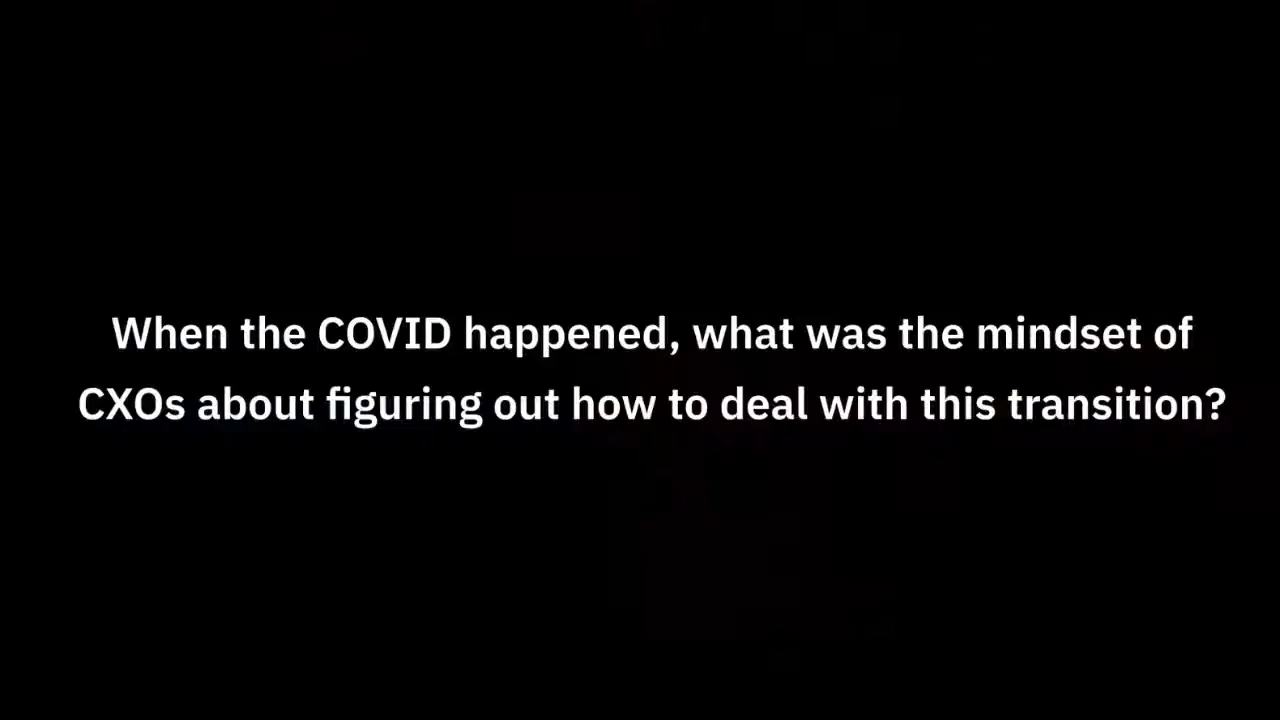 When the COVID happened, what was the mindset of
CXOs about figuring out how to deal with this transition?